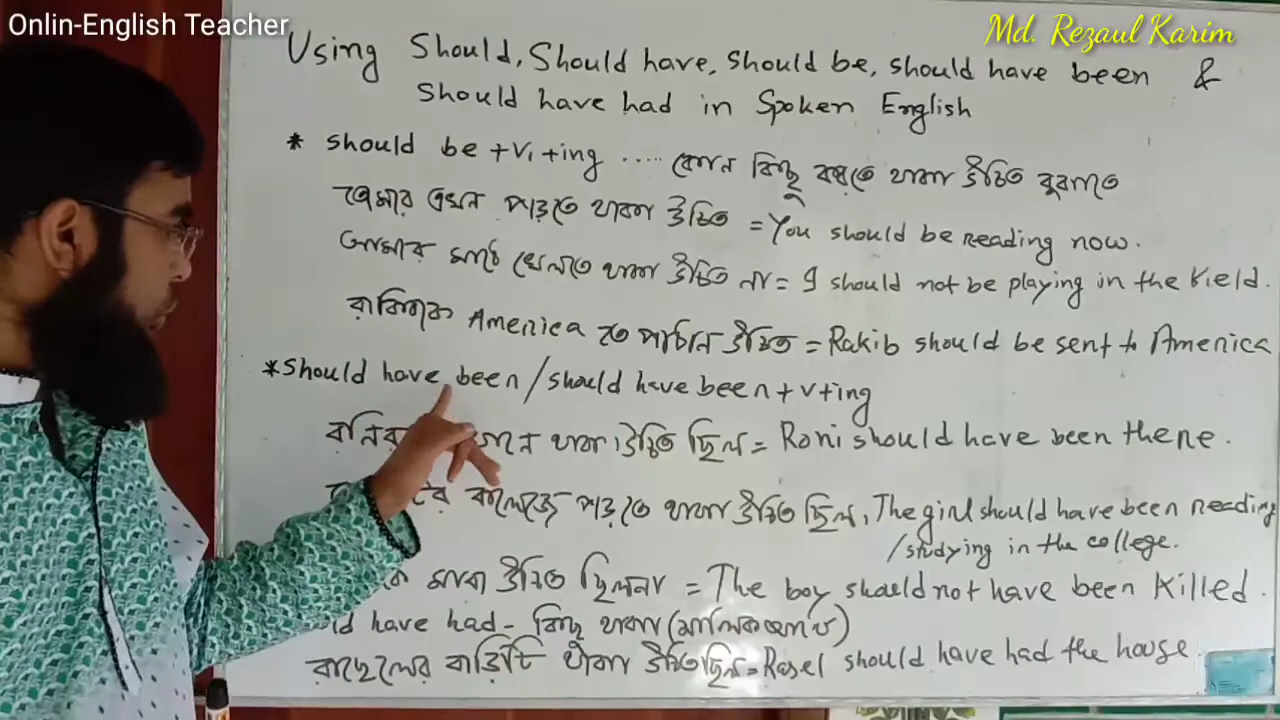 Onlin-English Teacher
Md. Rezaul Karim
Using Should, Should have, Should be, should have been &
Should have had in Spoken English
* should be +V1 +ing ..... কোন কিছু করতে থাকা উচিত বুঝাতে
তোমার এখন পড়তে থাকা উচিত = You should be reading now.
আমার মাঠে খেলতে থাকা উচিত না = I should not be playing in the field.
রাকিবকে America তে পাঠানো উচিত = Rakib should be sent to America
*Should have been/should have been + v+ing
থাকা উচিত ছিল = Roni should have been there.
কলেজে পড়তে থাকা উচিত ছিল, The girl should have been reading
/studying in the college.
মারা উচিত ছিলনা = The boy should not have been killed.
have had - কিছু থাকা (মালিক অর্থে)
রাছেলের বাড়িটি থাকা উচিত ছিল = Rasel should have had the house